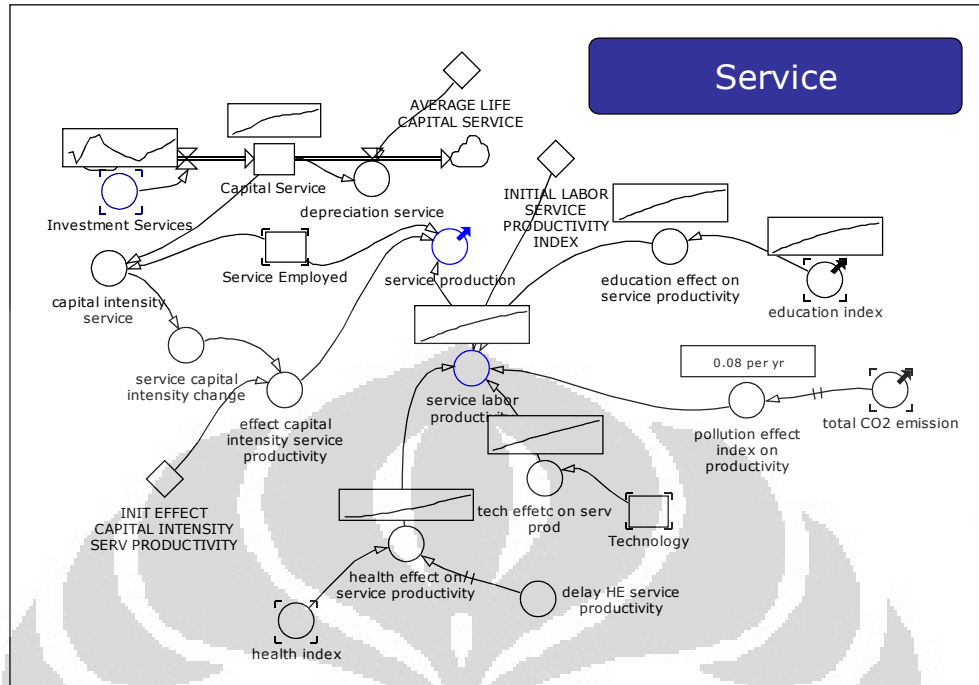 Service
AVERAGE LIFE
CAPITAL SERVICE
Capital Service
Investment Services
depreciation service
INITIAL LABOR
SERVICE
PRODUCTIVITY
INDEX
Service Employed
service production
education effect on
service productivity
education index
capital intensity
service
service capital
intensity change
effect capital
intensity service
productivity
service labor
productivity
0.08 per yr
pollution effect
index on
productivity
total CO2 emission
INIT EFFECT
CAPITAL INTENSITY
SERV PRODUCTIVITY
tech effetc on serv
prod
Technology
health effect on
service productivity
delay HE service
productivity
health index